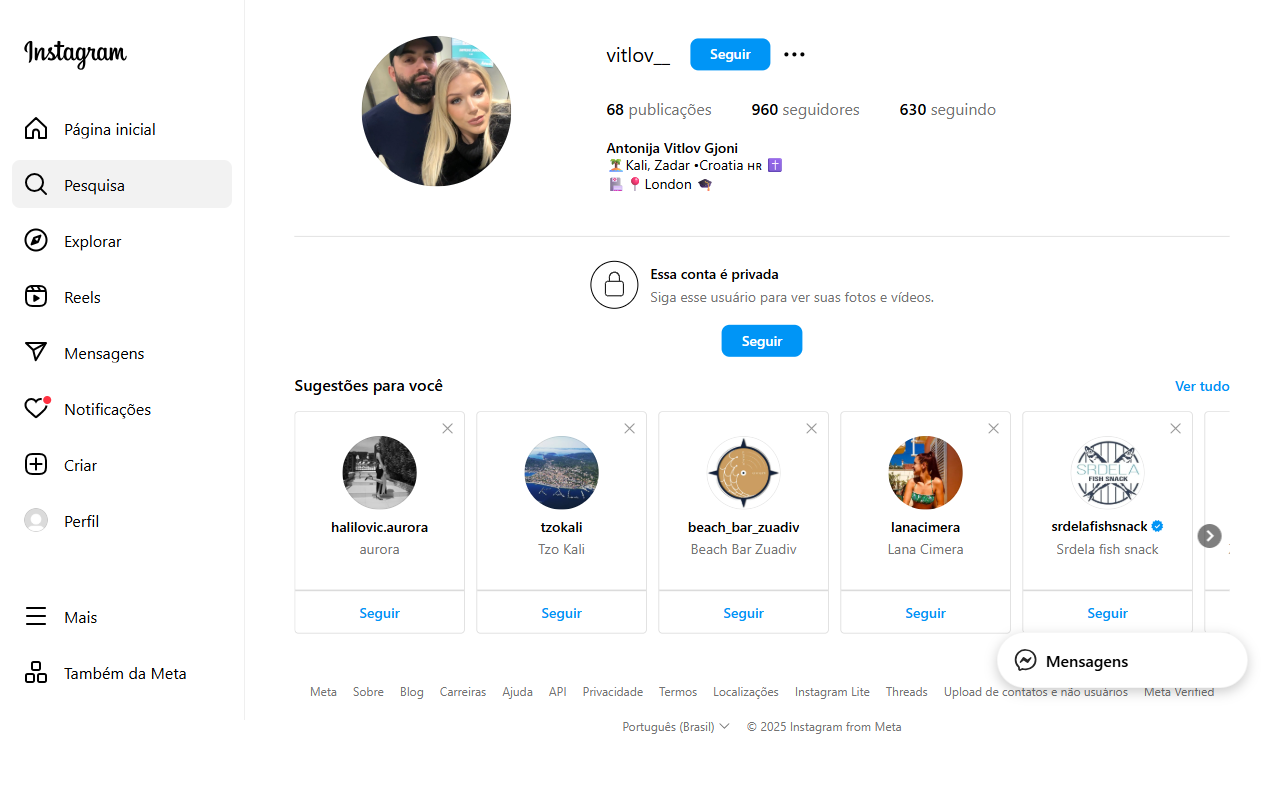 Instagram
Página inicial
Pesquisa
Explorar
Reels
Mensagens
Notificações
Criar
Perfil
Mais
Também da Meta
vitlov__ Seguir
68 publicações 960 seguidores 630 seguindo
Antonija Vitlov Gjoni
🏝️Kali, Zadar •Croatia 🇭🇷 ✝️
💒📍London 🎓
Essa conta é privada
Siga esse usuário para ver suas fotos e vídeos.
Seguir
Sugestões para você Ver tudo
halilovic.aurora
aurora
Seguir
tzokali
Tzo Kali
Seguir
beach_bar_zuadiv
Beach Bar Zuadiv
Seguir
lanacimera
Lana Cimera
Seguir
SRDELA
FISH SNACK
srdelafishsnack
Srdela fish snack
Seguir
Mensagens
Meta Sobre Blog Carreiras Ajuda API Privacidade Termos Localizações Instagram Lite Threads Upload de contatos e não usuários Meta Verified
Português (Brasil) © 2025 Instagram from Meta